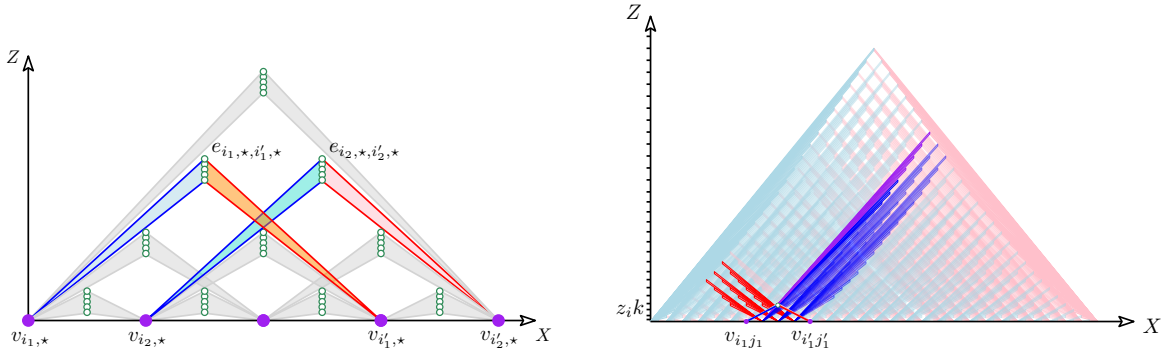 Z
e_{i_1,⋆,i'_1,⋆} e_{i_2,⋆,i'_2,⋆}
v_{i_1,⋆} v_{i_2,⋆} v_{i'_1,⋆} v_{i'_2,⋆} X
Z
z_i k
v_{i_1 j_1} v_{i'_1 j'_1} X